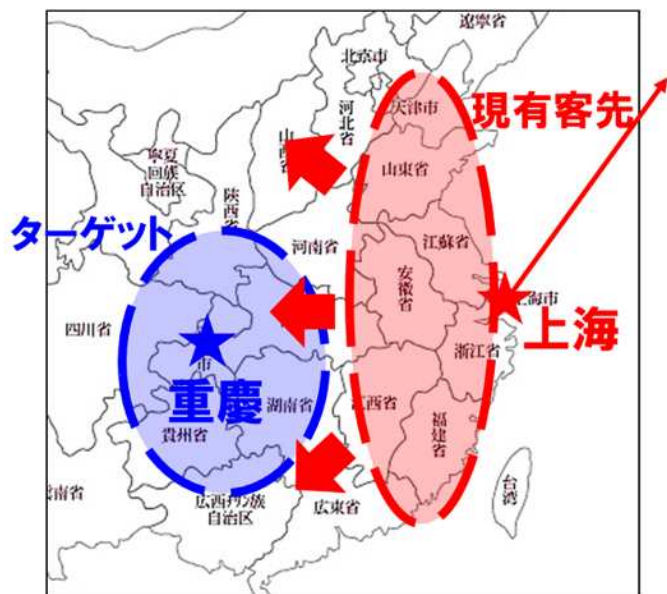 遼寧省
北京市
天津市
現有客先
河北省
山西省
山東省
寧夏
回族
自治区
陝西省
ターゲット
河南省
江蘇省
安徽省
上海市
四川省
上海
浙江省
市
重慶
湖南省
江西省
貴州省
福建省
雲南省
広西チワン族
自治区
広東省
台湾